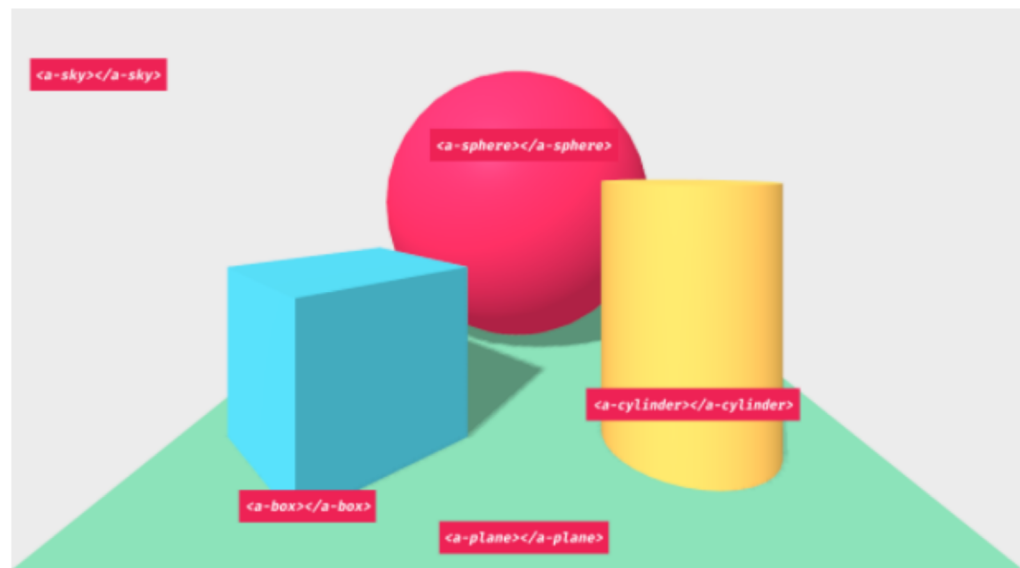 <a-sky></a-sky>
<a-sphere></a-sphere>
<a-cylinder></a-cylinder>
<a-box></a-box>
<a-plane></a-plane>